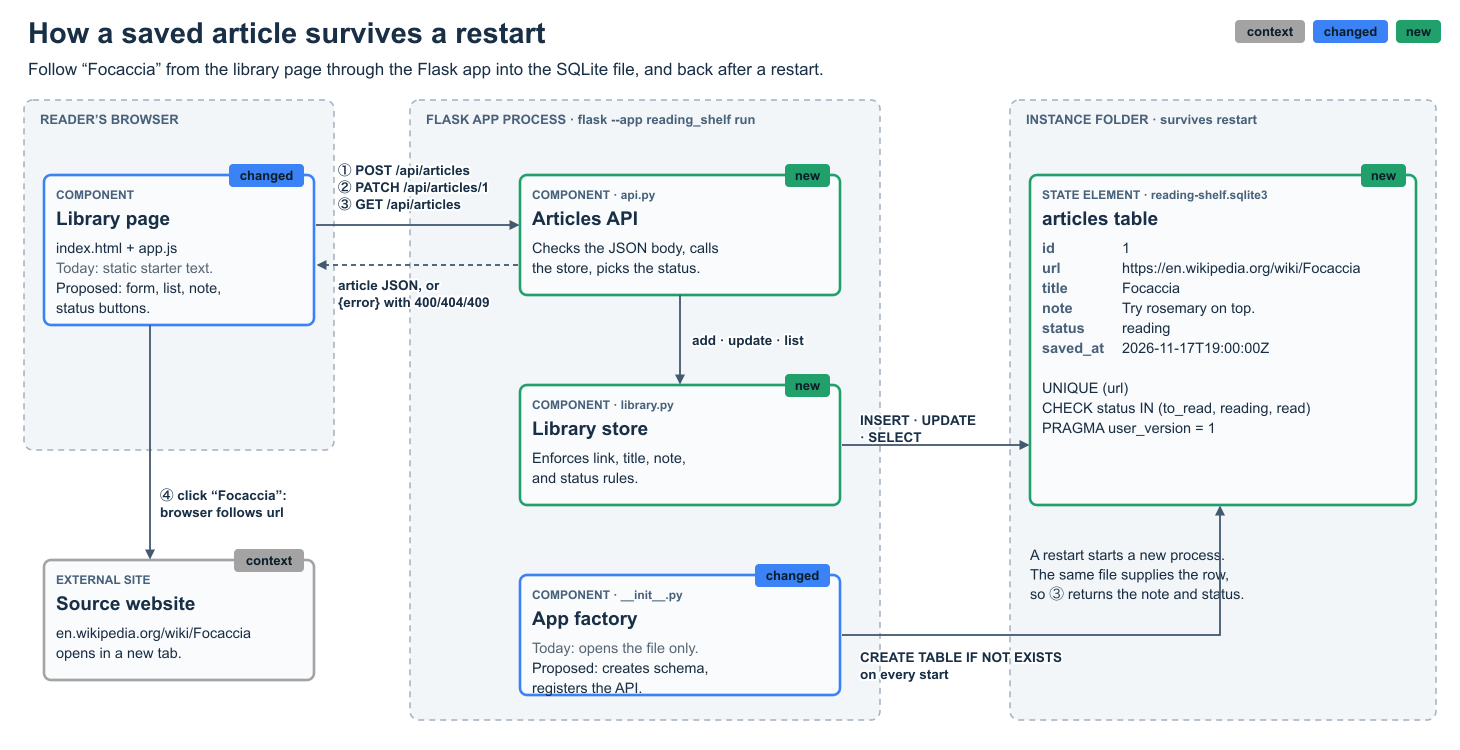 How a saved article survives a restart
context
changed
new
Follow “Focaccia” from the library page through the Flask app into the SQLite file, and back after a restart.
READER’S BROWSER
changed
COMPONENT
Library page
index.html + app.js
Today: static starter text.
Proposed: form, list, note,
status buttons.
① POST /api/articles
② PATCH /api/articles/1
③ GET /api/articles
article JSON, or
{error} with 400/404/409
④ click “Focaccia”:
browser follows url
context
EXTERNAL SITE
Source website
en.wikipedia.org/wiki/Focaccia
opens in a new tab.
FLASK APP PROCESS · flask --app reading_shelf run
new
COMPONENT · api.py
Articles API
Checks the JSON body, calls
the store, picks the status.
add · update · list
new
COMPONENT · library.py
Library store
Enforces link, title, note,
and status rules.
INSERT · UPDATE
· SELECT
changed
COMPONENT · __init__.py
App factory
Today: opens the file only.
Proposed: creates schema,
registers the API.
CREATE TABLE IF NOT EXISTS
on every start
INSTANCE FOLDER · survives restart
new
STATE ELEMENT · reading-shelf.sqlite3
articles table
id 1
url https://en.wikipedia.org/wiki/Focaccia
title Focaccia
note Try rosemary on top.
status reading
saved_at 2026-11-17T19:00:00Z
UNIQUE (url)
CHECK status IN (to_read, reading, read)
PRAGMA user_version = 1
A restart starts a new process.
The same file supplies the row,
so ③ returns the note and status.